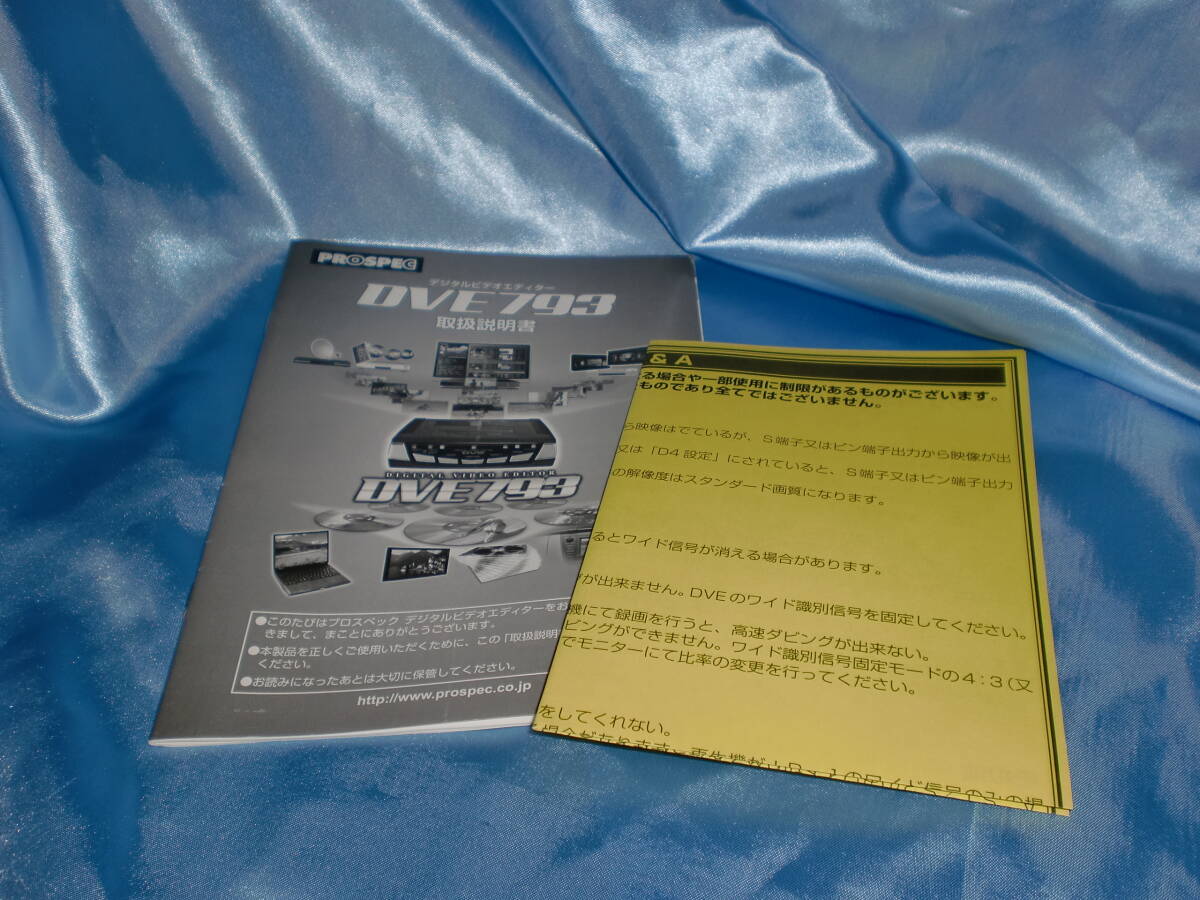 PROSPEC
デジタルビデオエディター
DVE793
取扱説明書
DIGITAL VIDEO EDITOR
DVE793
●このたびはプロスペック デジタルビデオエディターをお
きまして、まことにありがとうございます。
●本製品を正しくご使用いただくために、この「取扱説明
ください。
●お読みになったあとは大切に保管してください。
http://www.prospec.co.jp
& A
る場合や一部使用に制限があるものがございます。
ものであり全てではございません。
ら映像はでているが、S端子又はピン端子出力から映像が出
又は「D4設定」にされていると、S端子又はピン端子出力
の解像度はスタンダード画質になります。
るとワイド信号が消える場合があります。
が出来ません。DVEのワイド識別信号を固定してください。
機にて録画を行うと、高速ダビングが出来ない。
ビングができません。ワイド識別信号固定モードの4:3(又
でモニターにて比率の変更を行ってください。
をしてくれない。